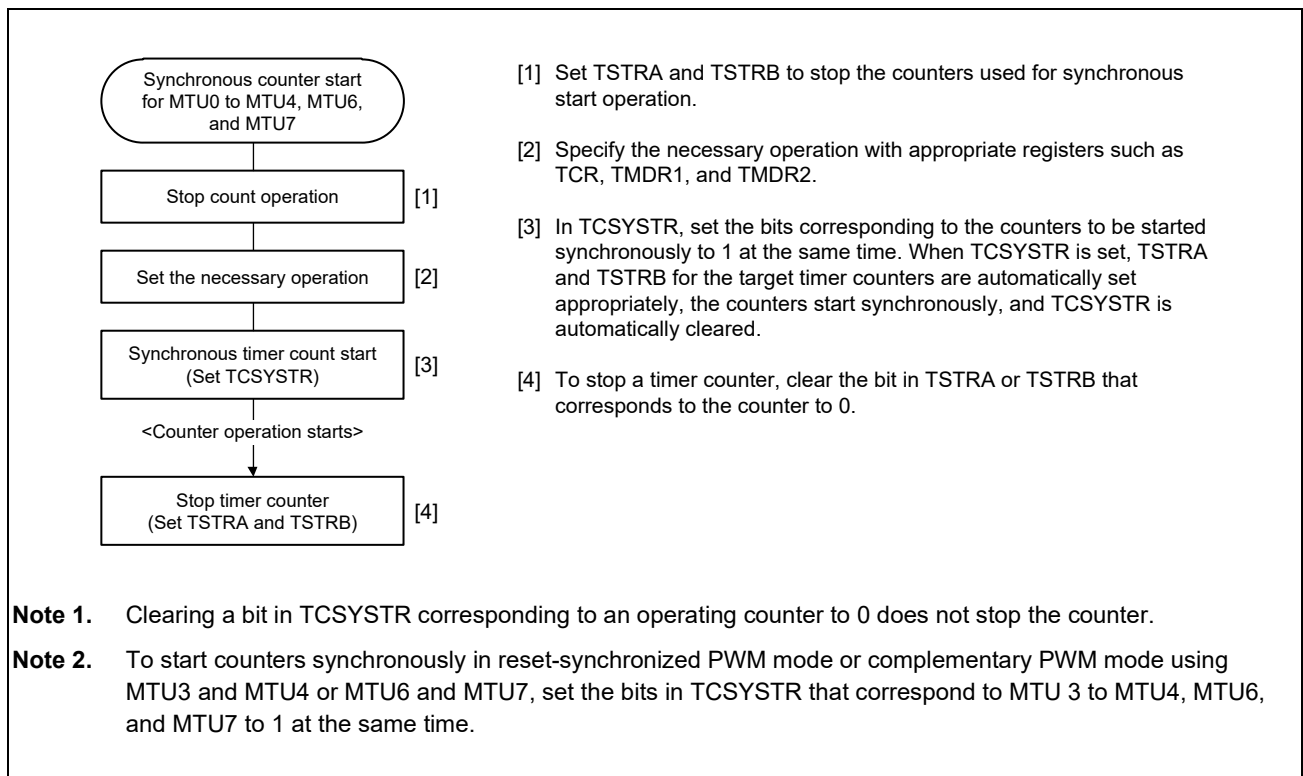 Synchronous counter start
for MTU0 to MTU4, MTU6,
and MTU7
Stop count operation
[1]
Set the necessary operation
[2]
Synchronous timer count start
(Set TCSYSTR)
[3]
<Counter operation starts>
Stop timer counter
(Set TSTRA and TSTRB)
[4]
[1] Set TSTRA and TSTRB to stop the counters used for synchronous
start operation.
[2] Specify the necessary operation with appropriate registers such as
TCR, TMDR1, and TMDR2.
[3] In TCSYSTR, set the bits corresponding to the counters to be started
synchronously to 1 at the same time. When TCSYSTR is set, TSTRA
and TSTRB for the target timer counters are automatically set
appropriately, the counters start synchronously, and TCSYSTR is
automatically cleared.
[4] To stop a timer counter, clear the bit in TSTRA or TSTRB that
corresponds to the counter to 0.
Note 1. Clearing a bit in TCSYSTR corresponding to an operating counter to 0 does not stop the counter.
Note 2. To start counters synchronously in reset-synchronized PWM mode or complementary PWM mode using
MTU3 and MTU4 or MTU6 and MTU7, set the bits in TCSYSTR that correspond to MTU 3 to MTU4, MTU6,
and MTU7 to 1 at the same time.